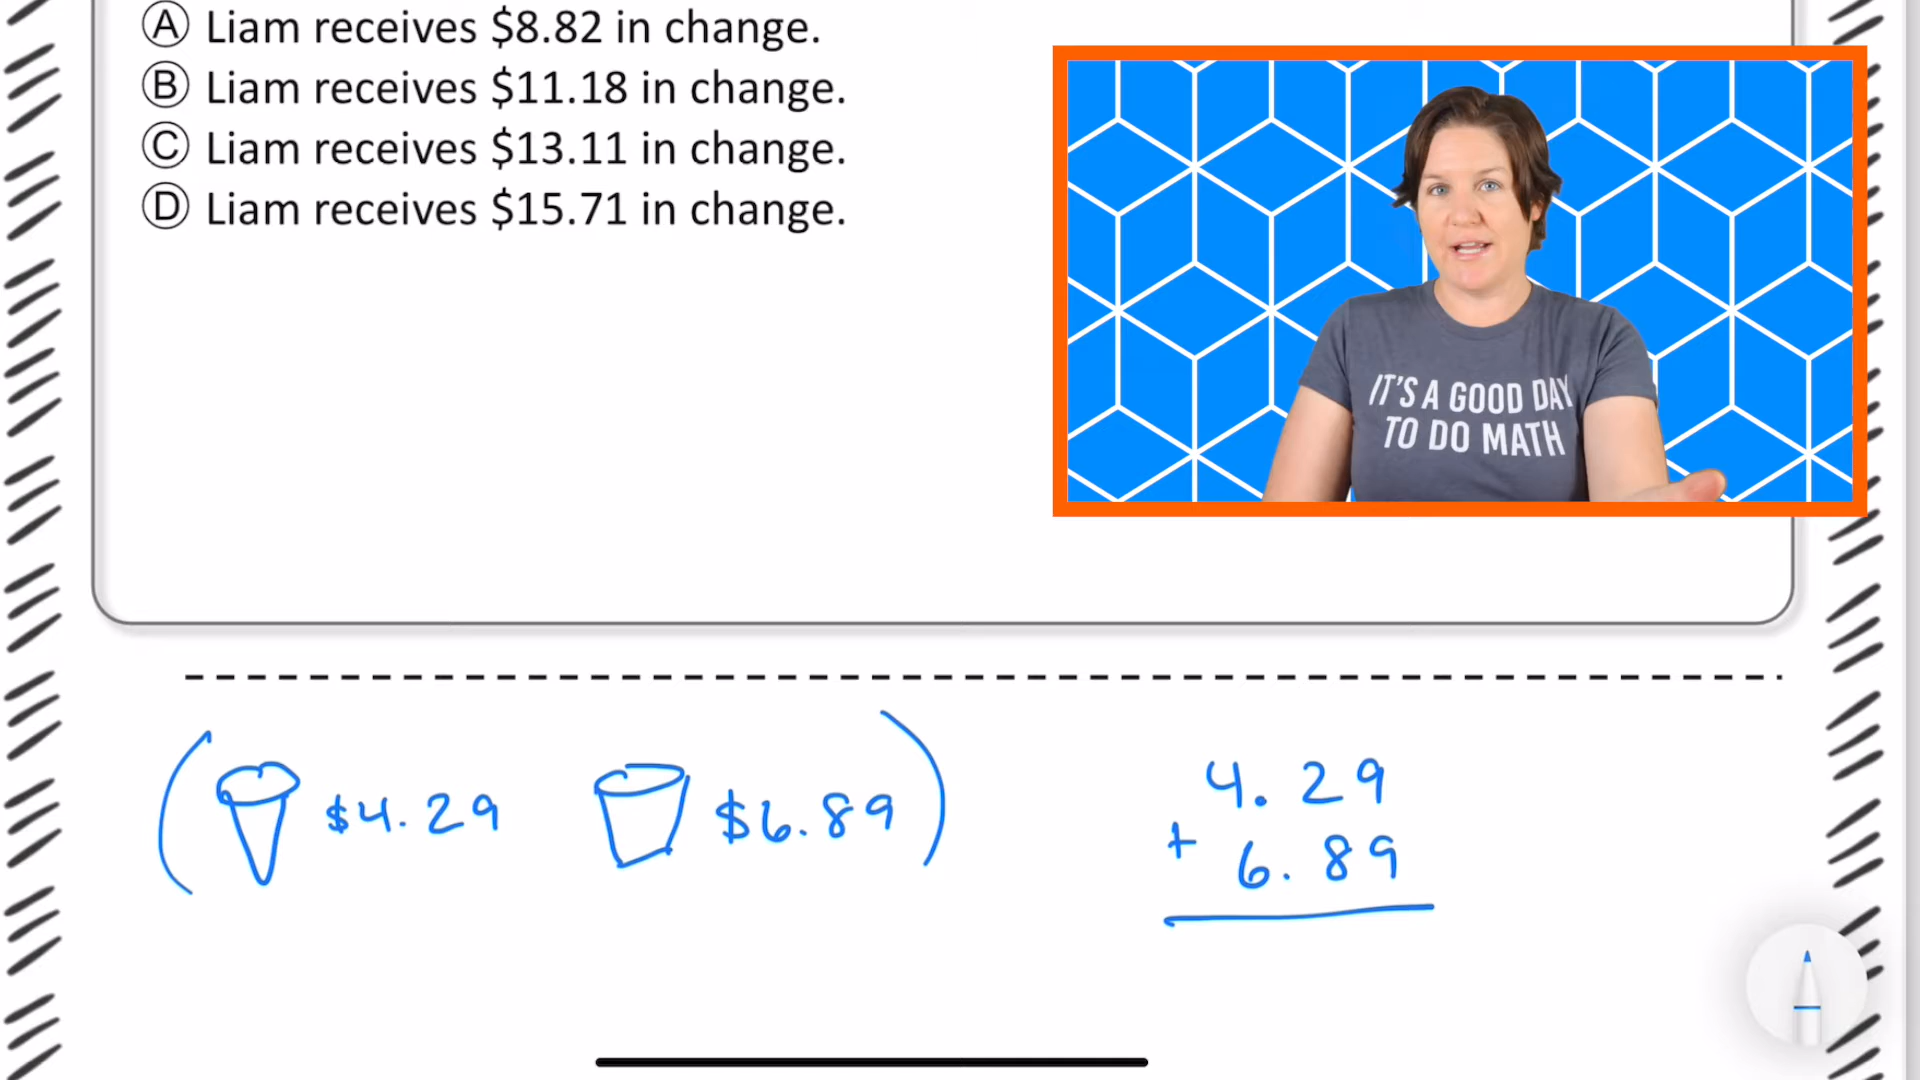 Ⓐ Liam receives $8.82 in change.
Ⓑ Liam receives $11.18 in change.
Ⓒ Liam receives $13.11 in change.
Ⓓ Liam receives $15.71 in change.
IT'S A GOOD DAY
TO DO MATH
$4.29 $6.89
4.29
+ 6.89